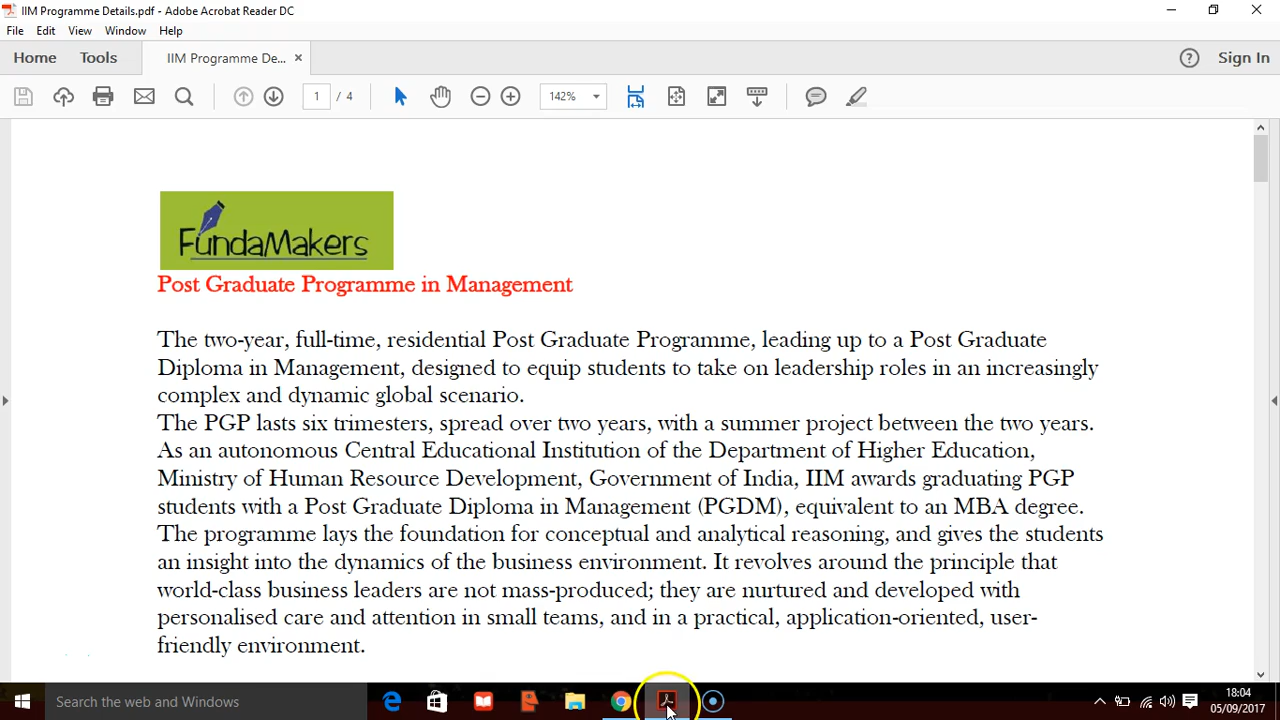 IIM Programme Details.pdf - Adobe Acrobat Reader DC
File Edit View Window Help
Home Tools IIM Programme De... × Sign In
1 / 4 142%
FundaMakers
Post Graduate Programme in Management
The two-year, full-time, residential Post Graduate Programme, leading up to a Post Graduate
Diploma in Management, designed to equip students to take on leadership roles in an increasingly
complex and dynamic global scenario.
The PGP lasts six trimesters, spread over two years, with a summer project between the two years.
As an autonomous Central Educational Institution of the Department of Higher Education,
Ministry of Human Resource Development, Government of India, IIM awards graduating PGP
students with a Post Graduate Diploma in Management (PGDM), equivalent to an MBA degree.
The programme lays the foundation for conceptual and analytical reasoning, and gives the students
an insight into the dynamics of the business environment. It revolves around the principle that
world-class business leaders are not mass-produced; they are nurtured and developed with
personalised care and attention in small teams, and in a practical, application-oriented, user-
friendly environment.
Search the web and Windows
18:04
05/09/2017